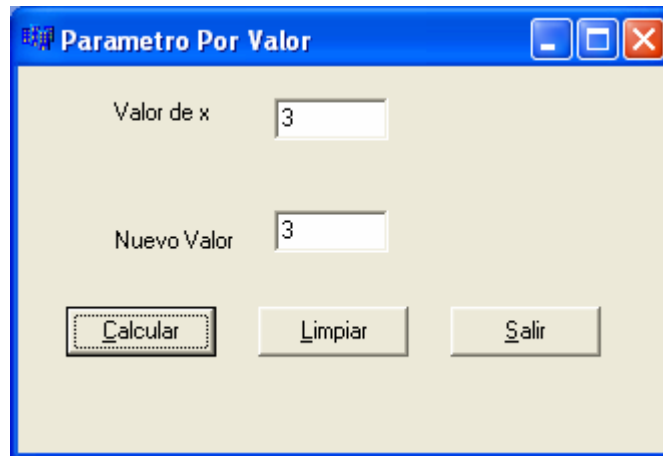 Parametro Por Valor
Valor de x 3
Nuevo Valor 3
Calcular Limpiar Salir